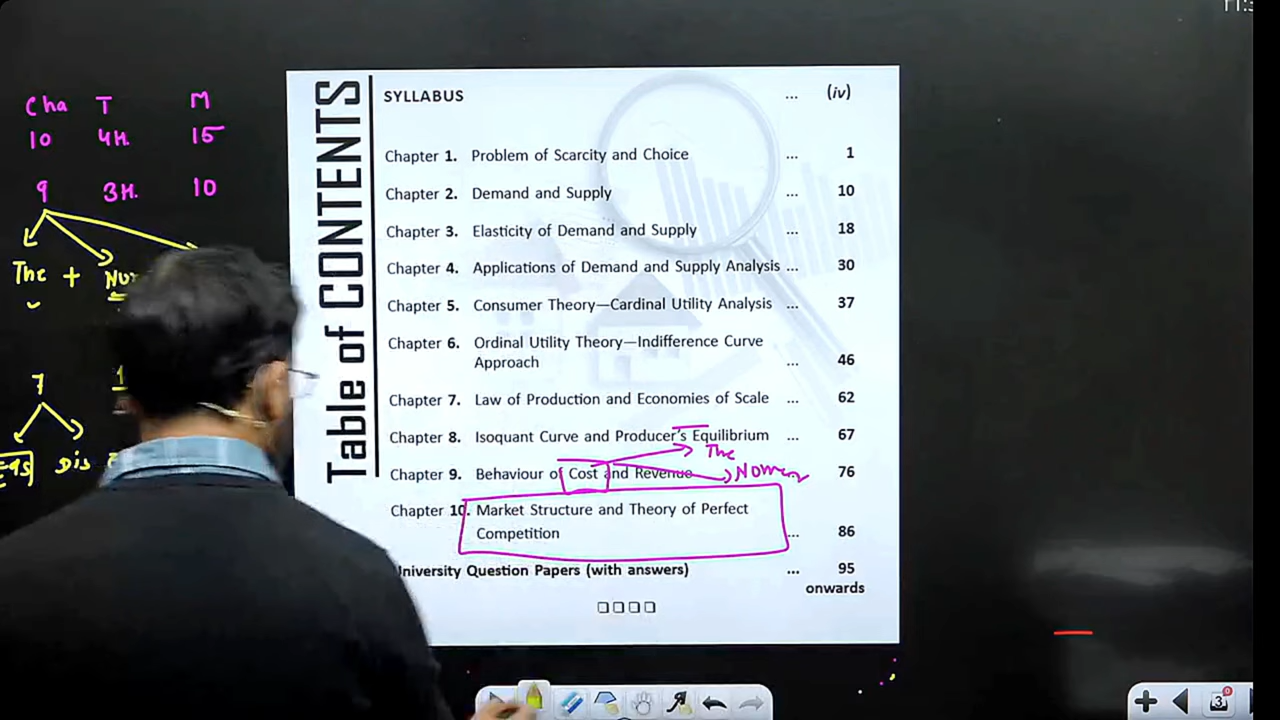 Cha T M
10 4H. 15
9 3H. 10
The +
7
Dis
Table of CONTENTS
SYLLABUS ... (iv)
Chapter 1. Problem of Scarcity and Choice ... 1
Chapter 2. Demand and Supply ... 10
Chapter 3. Elasticity of Demand and Supply ... 18
Chapter 4. Applications of Demand and Supply Analysis ... 30
Chapter 5. Consumer Theory—Cardinal Utility Analysis ... 37
Chapter 6. Ordinal Utility Theory—Indifference Curve
Approach ... 46
Chapter 7. Law of Production and Economies of Scale ... 62
Chapter 8. Isoquant Curve and Producer's Equilibrium ... 67
The
Chapter 9. Behaviour of Cost and Revenue 76
Chapter 10. Market Structure and Theory of Perfect
Competition ... 86
University Question Papers (with answers) ... 95
onwards
3